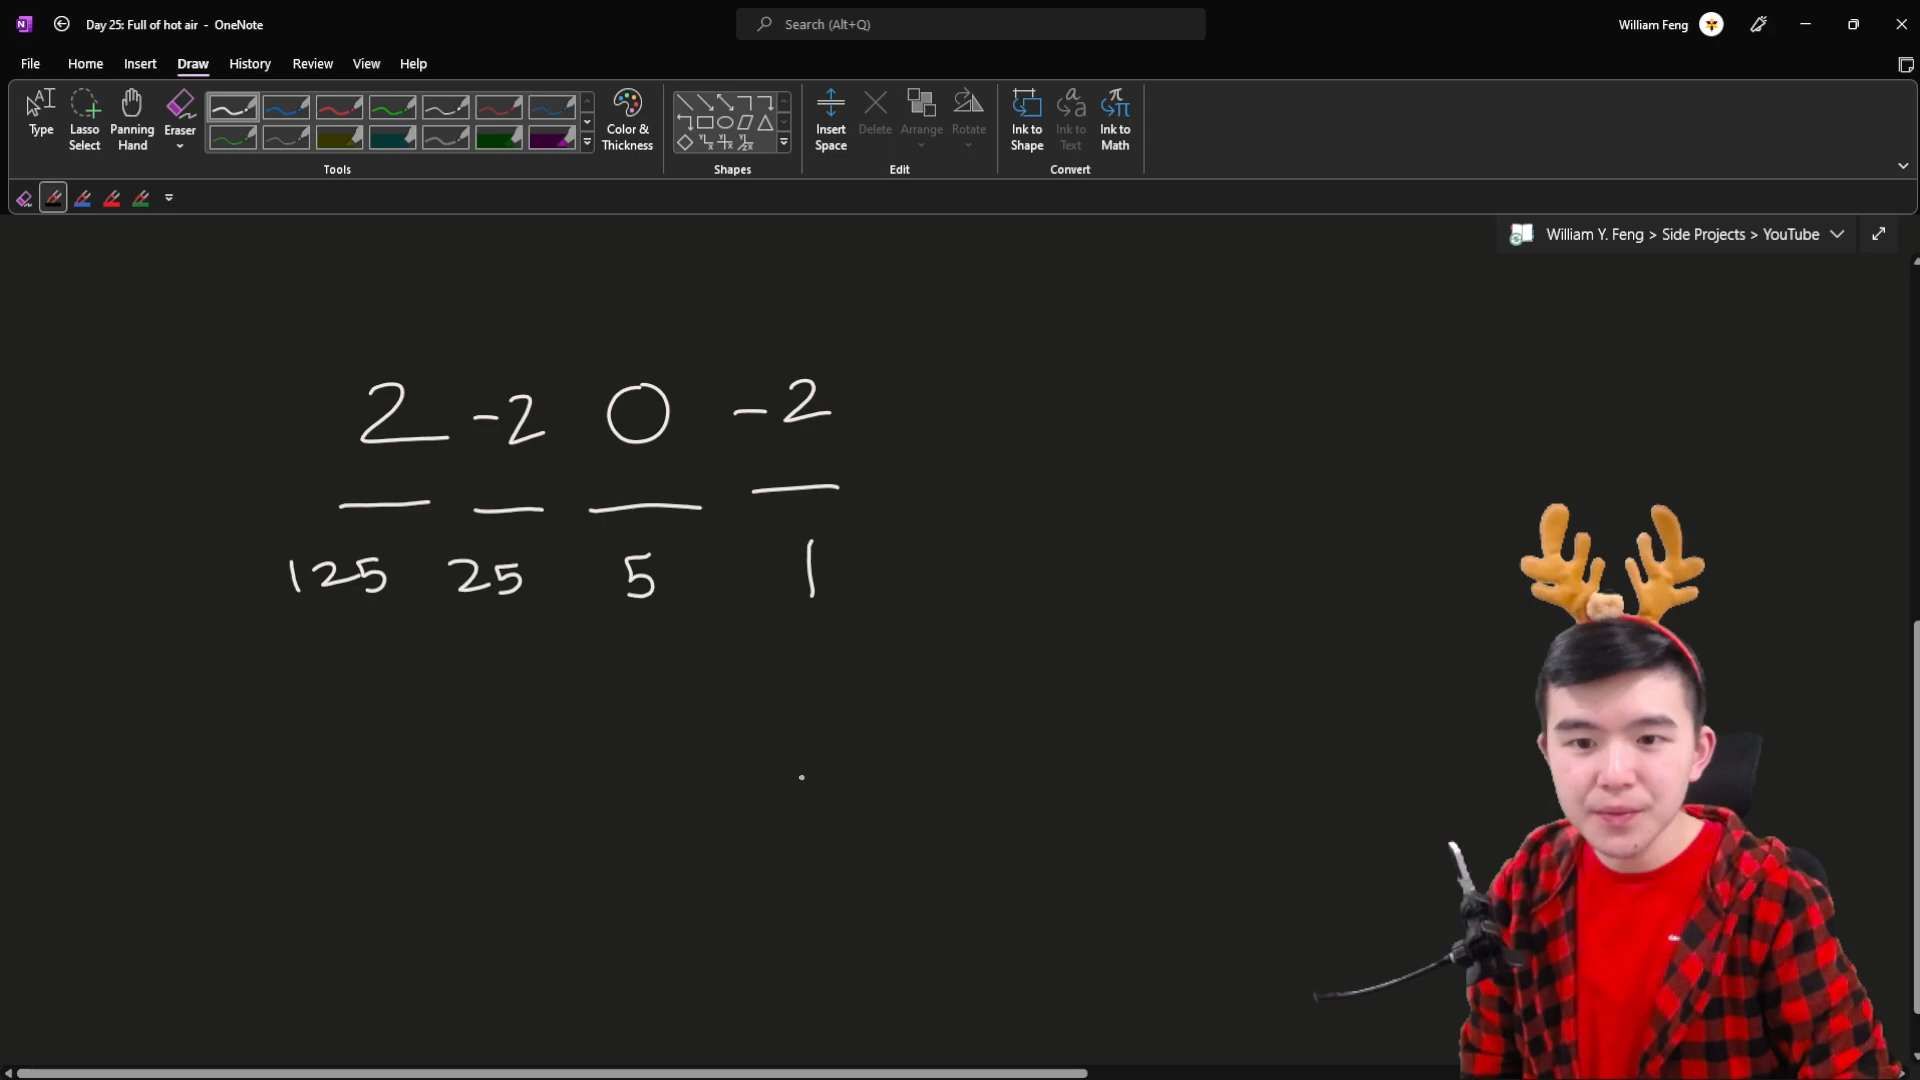 Day 25: Full of hot air - OneNote
Search (Alt+Q)
William Feng
File Home Insert Draw History Review View Help
Type
Lasso Select
Panning Hand
Eraser
Color & Thickness
Insert Space
Delete
Arrange
Rotate
Ink to Shape
Ink to Text
Ink to Math
Tools
Shapes
Edit
Convert
William Y. Feng > Side Projects > YouTube
2 -2 0 -2
125 25 5 1